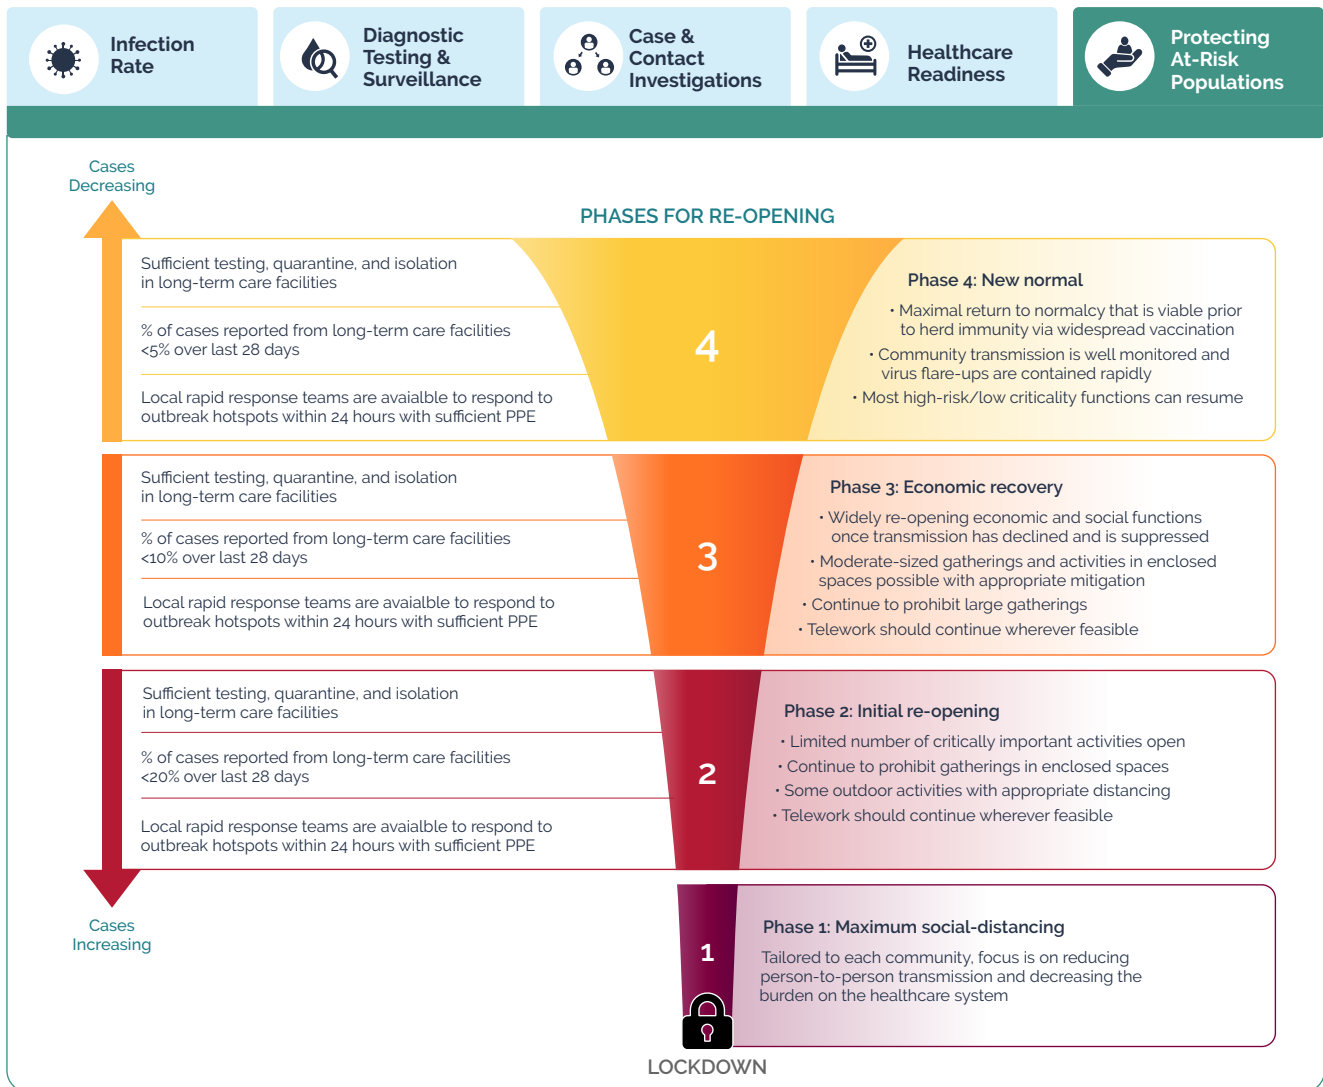 Infection
Rate
Diagnostic
Testing &
Surveillance
Case &
Contact
Investigations
Healthcare
Readiness
Protecting
At-Risk
Populations
Cases
Decreasing
PHASES FOR RE-OPENING
Sufficient testing, quarantine, and isolation
in long-term care facilities
% of cases reported from long-term care facilities
<5% over last 28 days
Local rapid response teams are avaialble to respond to
outbreak hotspots within 24 hours with sufficient PPE
4
Phase 4: New normal
• Maximal return to normalcy that is viable prior
to herd immunity via widespread vaccination
• Community transmission is well monitored and
virus flare-ups are contained rapidly
• Most high-risk/low criticality functions can resume
Sufficient testing, quarantine, and isolation
in long-term care facilities
% of cases reported from long-term care facilities
<10% over last 28 days
Local rapid response teams are avaialble to respond to
outbreak hotspots within 24 hours with sufficient PPE
3
Phase 3: Economic recovery
• Widely re-opening economic and social functions
once transmission has declined and is suppressed
• Moderate-sized gatherings and activities in enclosed
spaces possible with appropriate mitigation
• Continue to prohibit large gatherings
• Telework should continue wherever feasible
Sufficient testing, quarantine, and isolation
in long-term care facilities
% of cases reported from long-term care facilities
<20% over last 28 days
Local rapid response teams are avaialble to respond to
outbreak hotspots within 24 hours with sufficient PPE
2
Phase 2: Initial re-opening
• Limited number of critically important activities open
• Continue to prohibit gatherings in enclosed spaces
• Some outdoor activities with appropriate distancing
• Telework should continue wherever feasible
Cases
Increasing
1
Phase 1: Maximum social-distancing
Tailored to each community, focus is on reducing
person-to-person transmission and decreasing the
burden on the healthcare system
LOCKDOWN